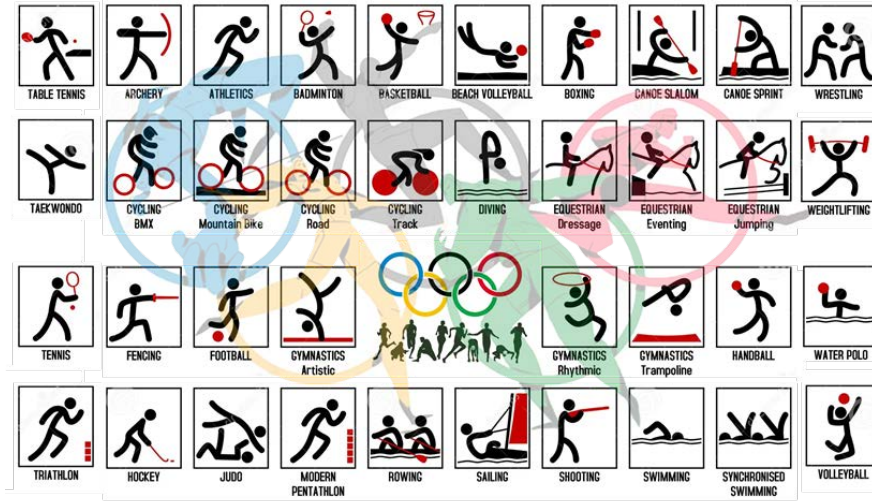 TABLE TENNIS
ARCHERY
ATHLETICS
BADMINTON
BASKETBALL
BEACH VOLLEYBALL
BOXING
CANOE SLALOM
CANOE SPRINT
WRESTLING
TAEKWONDO
CYCLING
BMX
CYCLING
Mountain Bike
CYCLING
Road
CYCLING
Track
DIVING
EQUESTRIAN
Dressage
EQUESTRIAN
Eventing
EQUESTRIAN
Jumping
WEIGHTLIFTING
TENNIS
FENCING
FOOTBALL
GYMNASTICS
Artistic
GYMNASTICS
Rhythmic
GYMNASTICS
Trampoline
HANDBALL
WATER POLO
TRIATHLON
HOCKEY
JUDO
MODERN
PENTATHLON
ROWING
SAILING
SHOOTING
SWIMMING
SYNCHRONISED
SWIMMING
VOLLEYBALL